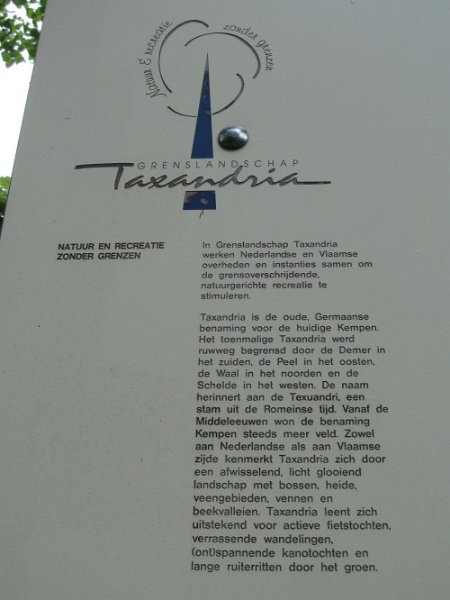 Natuur & recreatie zonder grenzen
GRENSLANDSCHAP
Taxandria
NATUUR EN RECREATIE
ZONDER GRENZEN
In Grenslandschap Taxandria
werken Nederlandse en Vlaamse
overheden en instanties samen om
de grensoverschrijdende,
natuurgerichte recreatie te
stimuleren.
Taxandria is de oude, Germaanse
benaming voor de huidige Kempen.
Het toenmalige Taxandria werd
ruwweg begrensd door de Demer in
het zuiden, de Peel in het oosten,
de Waal in het noorden en de
Schelde in het westen. De naam
herinnert aan de Texuandri, een
stam uit de Romeinse tijd. Vanaf de
Middeleeuwen won de benaming
Kempen steeds meer veld. Zowel
aan Nederlandse als aan Vlaamse
zijde kenmerkt Taxandria zich door
een afwisselend, licht glooiend
landschap met bossen, heide,
veengebieden, vennen en
beekvalleien. Taxandria leent zich
uitstekend voor actieve fietstochten,
verrassende wandelingen,
(ont)spannende kanotochten en
lange ruiterritten door het groen.